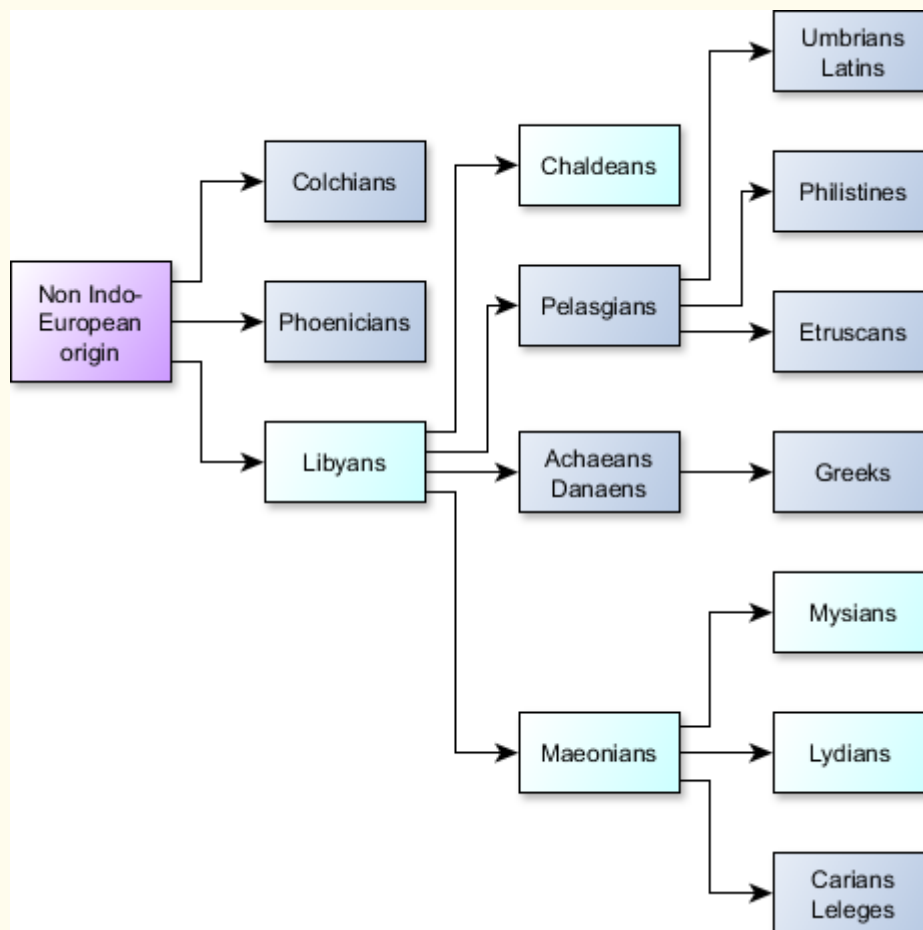 Non Indo-
European
origin
Colchians
Phoenicians
Libyans
Chaldeans
Pelasgians
Achaeans
Danaens
Maeonians
Umbrians
Latins
Philistines
Etruscans
Greeks
Mysians
Lydians
Carians
Leleges